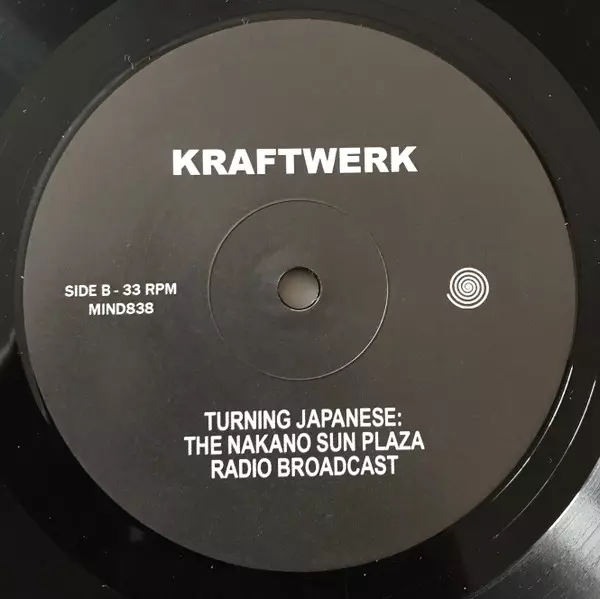 KRAFTWERK
SIDE B - 33 RPM
MIND838
TURNING JAPANESE:
THE NAKANO SUN PLAZA
RADIO BROADCAST